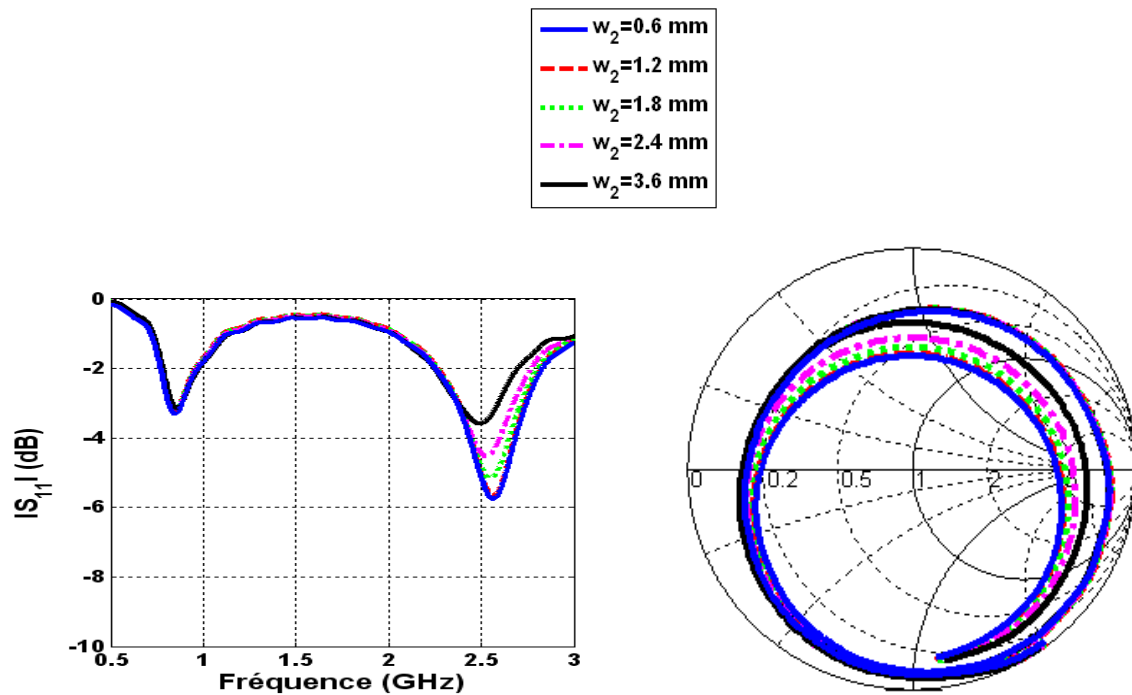 w2=0.6 mm
w2=1.2 mm
w2=1.8 mm
w2=2.4 mm
w2=3.6 mm
0
-2
-4
-6
-8
-10
0.5 1 1.5 2 2.5 3
Fréquence (GHz)
|S11| (dB)
0 0.2 0.5 1 2